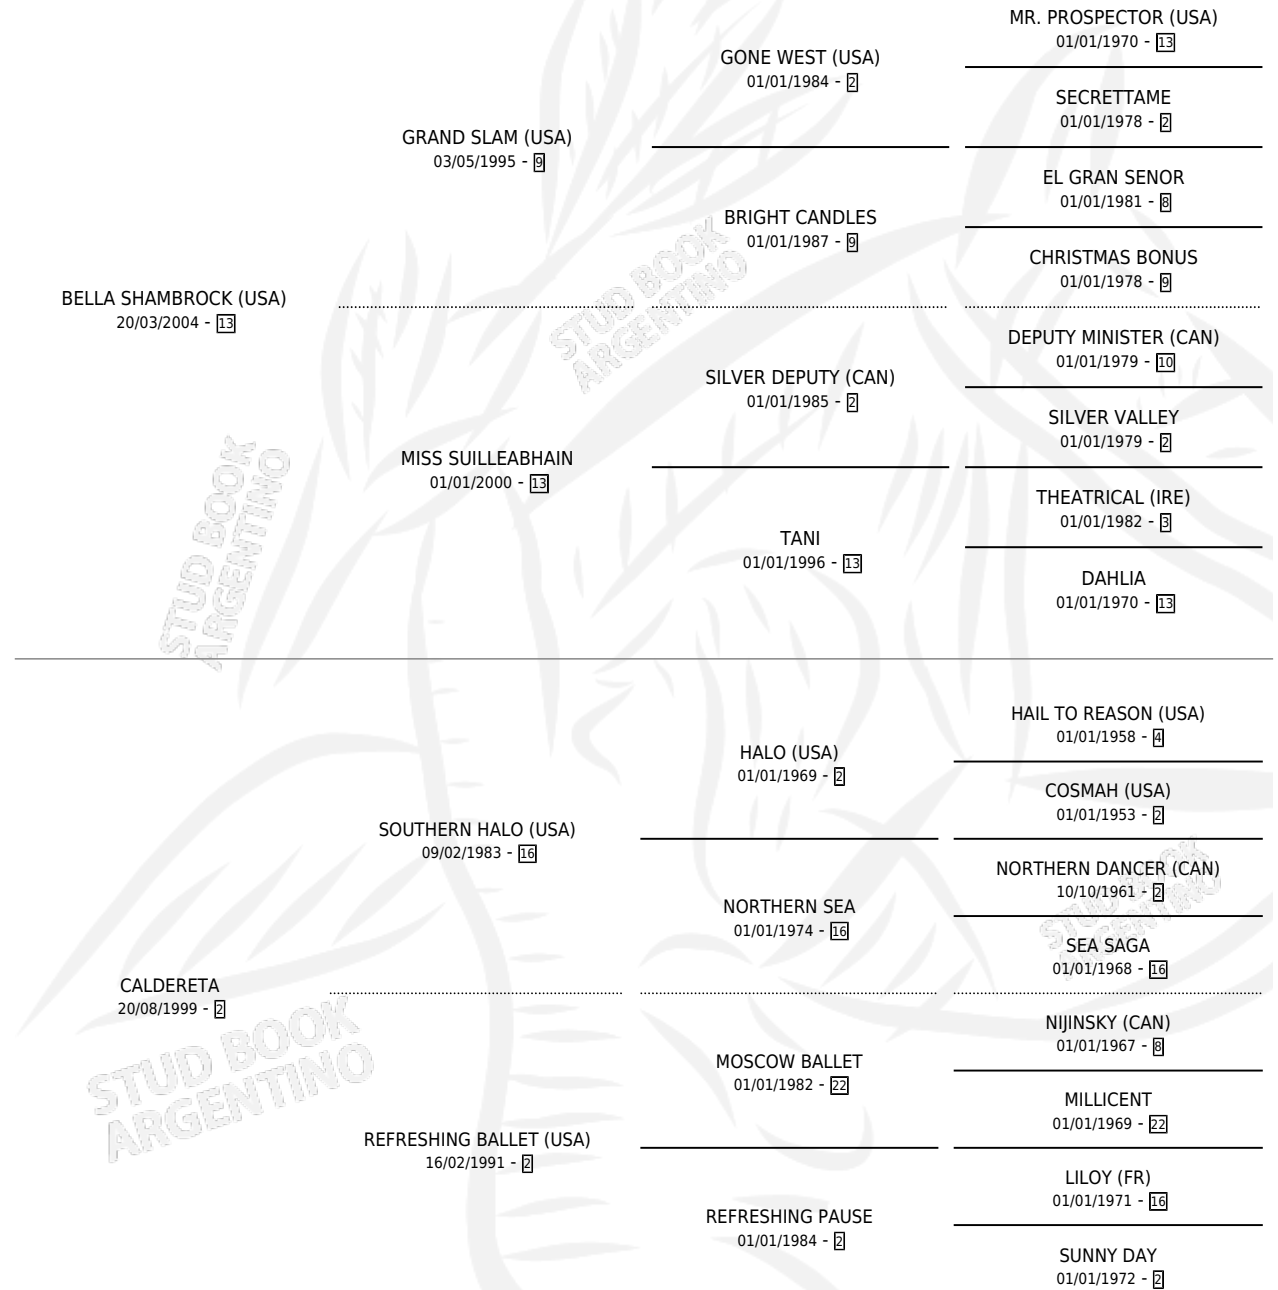 MR. PROSPECTOR (USA)
01/01/1970 - 13
GONE WEST (USA)
01/01/1984 - 2
SECRETTAME
01/01/1978 - 2
GRAND SLAM (USA)
03/05/1995 - 9
EL GRAN SENOR
01/01/1981 - 8
BRIGHT CANDLES
01/01/1987 - 9
CHRISTMAS BONUS
01/01/1978 - 9
BELLA SHAMBROCK (USA)
20/03/2004 - 13
DEPUTY MINISTER (CAN)
01/01/1979 - 10
SILVER DEPUTY (CAN)
01/01/1985 - 2
SILVER VALLEY
01/01/1979 - 2
MISS SUILLEABHAIN
01/01/2000 - 13
THEATRICAL (IRE)
01/01/1982 - 3
TANI
01/01/1996 - 13
DAHLIA
01/01/1970 - 13
HAIL TO REASON (USA)
01/01/1958 - 4
HALO (USA)
01/01/1969 - 2
COSMAH (USA)
01/01/1953 - 2
SOUTHERN HALO (USA)
09/02/1983 - 16
NORTHERN DANCER (CAN)
10/10/1961 - 2
NORTHERN SEA
01/01/1974 - 16
SEA SAGA
01/01/1968 - 16
CALDERETA
20/08/1999 - 2
NIJINSKY (CAN)
01/01/1967 - 8
MOSCOW BALLET
01/01/1982 - 22
MILLICENT
01/01/1969 - 22
REFRESHING BALLET (USA)
16/02/1991 - 2
LILOY (FR)
01/01/1971 - 16
REFRESHING PAUSE
01/01/1984 - 2
SUNNY DAY
01/01/1972 - 2
STUD BOOK
ARGENTINO
STUD BOOK
ARGENTINO
STUD BOOK
ARGENTINO
STUD BOOK
ARGENTINO